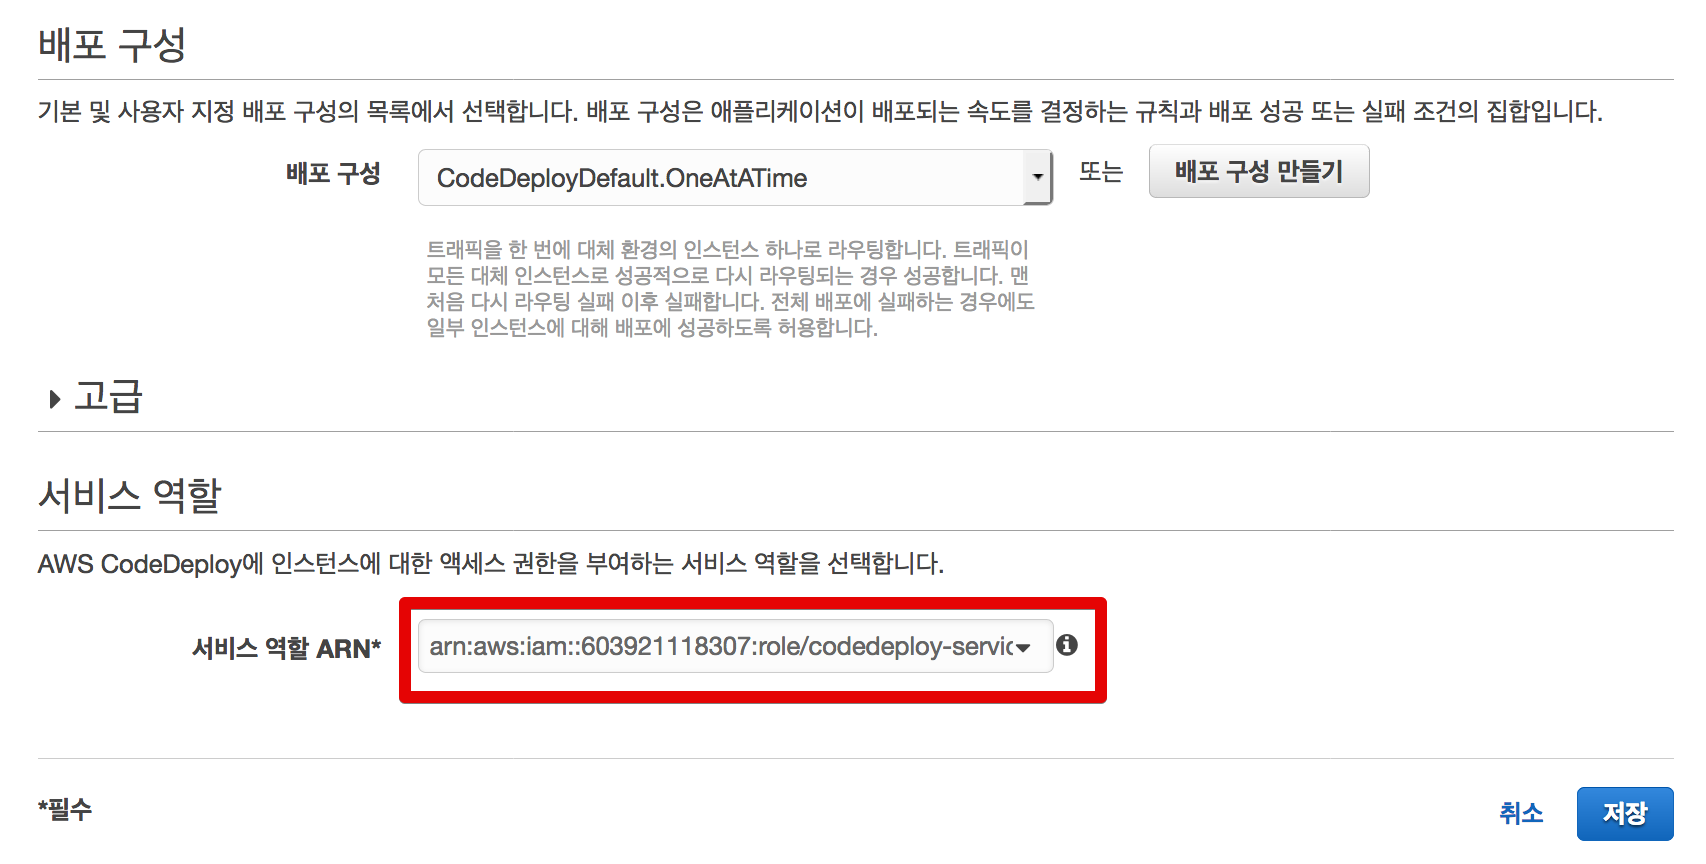 배포 구성
기본 및 사용자 지정 배포 구성의 목록에서 선택합니다. 배포 구성은 애플리케이션이 배포되는 속도를 결정하는 규칙과 배포 성공 또는 실패 조건의 집합입니다.
배포 구성 CodeDeployDefault.OneAtATime 또는 배포 구성 만들기
트래픽을 한 번에 대체 환경의 인스턴스 하나로 라우팅합니다. 트래픽이
모든 대체 인스턴스로 성공적으로 다시 라우팅되는 경우 성공합니다. 맨
처음 다시 라우팅 실패 이후 실패합니다. 전체 배포에 실패하는 경우에도
일부 인스턴스에 대해 배포에 성공하도록 허용합니다.
고급
서비스 역할
AWS CodeDeploy에 인스턴스에 대한 액세스 권한을 부여하는 서비스 역할을 선택합니다.
서비스 역할 ARN* arn:aws:iam::603921118307:role/codedeploy-servic
*필수 취소 저장